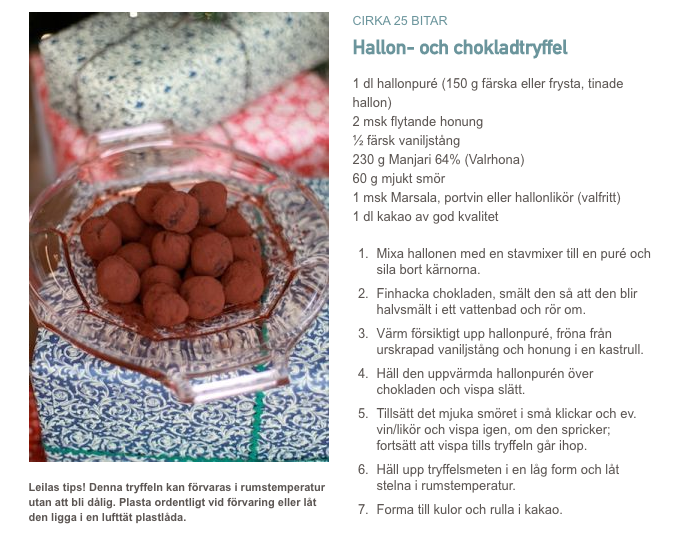 CIRKA 25 BITAR
Hallon- och chokladtryffel
1 dl hallonpuré (150 g färska eller frysta, tinade
hallon)
2 msk flytande honung
½ färsk vaniljstång
230 g Manjari 64% (Valrhona)
60 g mjukt smör
1 msk Marsala, portvin eller hallonlikör (valfritt)
1 dl kakao av god kvalitet
1. Mixa hallonen med en stavmixer till en puré och
sila bort kärnorna.
2. Finhacka chokladen, smält den så att den blir
halvsmält i ett vattenbad och rör om.
3. Värm försiktigt upp hallonpuré, fröna från
urskrapad vaniljstång och honung i en kastrull.
4. Häll den uppvärmda hallonpurén över
chokladen och vispa slätt.
5. Tillsätt det mjuka smöret i små klickar och ev.
vin/likör och vispa igen, om den spricker;
fortsätt att vispa tills tryffeln går ihop.
6. Häll upp tryffelsmeten i en låg form och låt
stelna i rumstemperatur.
7. Forma till kulor och rulla i kakao.
Leilas tips! Denna tryffeln kan förvaras i rumstemperatur
utan att bli dålig. Plasta ordentligt vid förvaring eller låt
den ligga i en lufttät plastlåda.